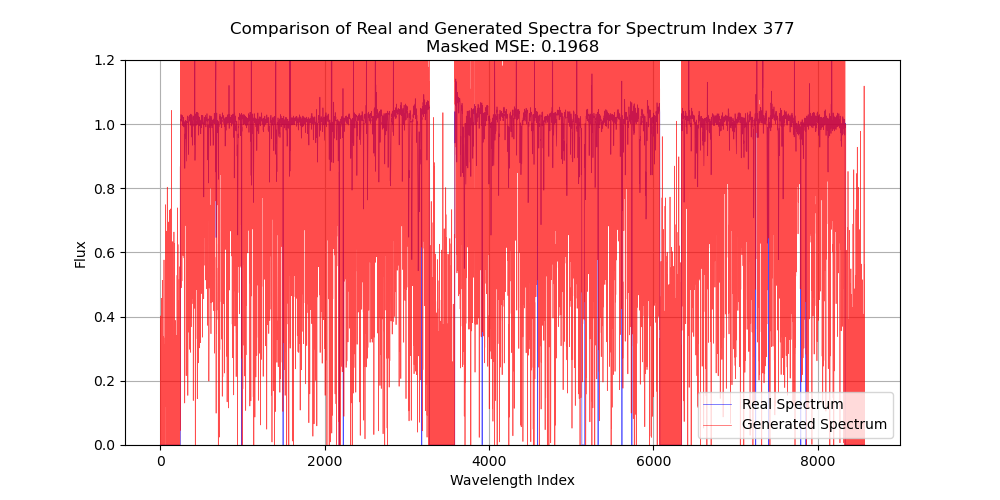 Comparison of Real and Generated Spectra for Spectrum Index 377
Masked MSE: 0.1968
1.2
1.0
0.8
0.6
0.4
0.2
0.0
Flux
0 2000 4000 6000 8000
Wavelength Index
Real Spectrum
Generated Spectrum